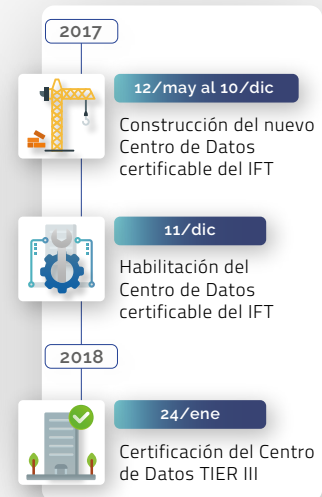 2017
12/may al 10/dic
Construcción del nuevo
Centro de Datos
certificable del IFT
11/dic
Habilitación del
Centro de Datos
certificable del IFT
2018
24/ene
Certificación del Centro
de Datos TIER III